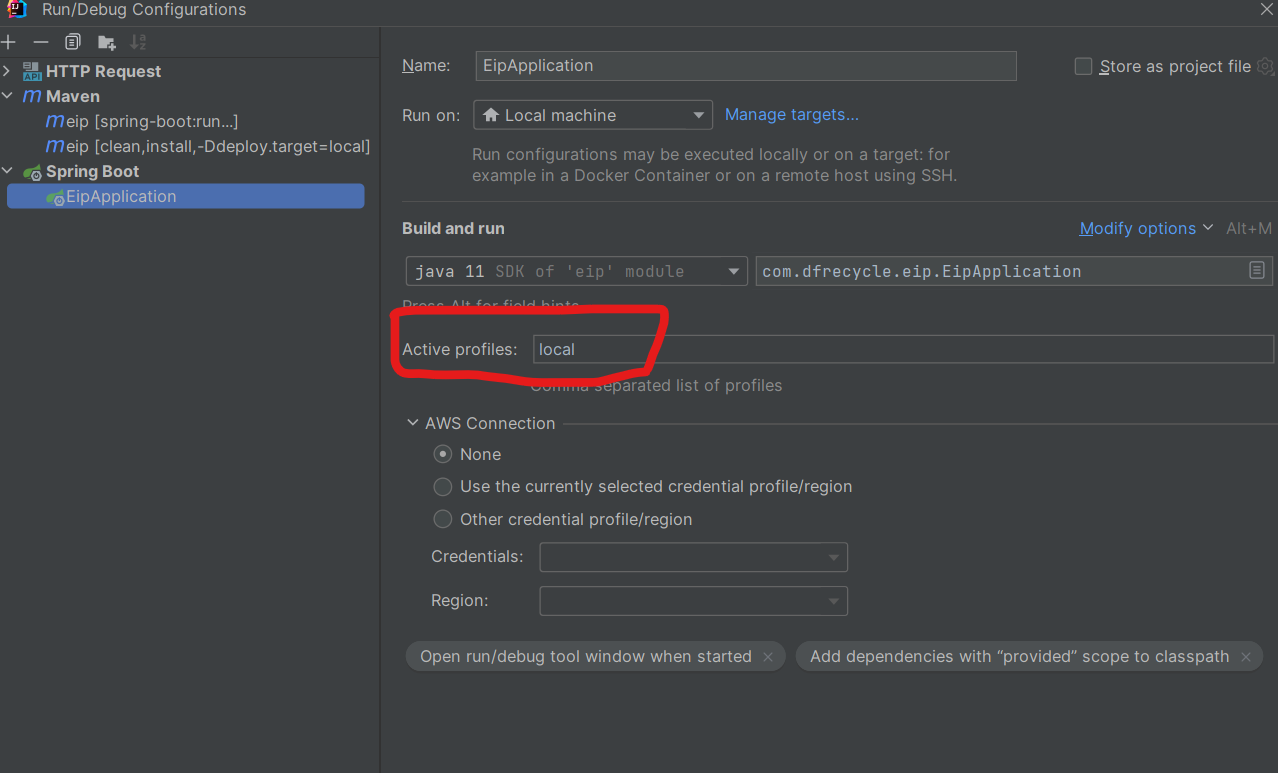 Run/Debug Configurations
HTTP Request
Maven
meip [spring-boot:run...]
meip [clean,install,-Ddeploy.target=local]
Spring Boot
EipApplication
Name: EipApplication Store as project file
Run on: Local machine Manage targets...
Run configurations may be executed locally or on a target: for
example in a Docker Container or on a remote host using SSH.
Build and run Modify options Alt+M
java 11 SDK of 'eip' module com.dfrecycle.eip.EipApplication
Press Alt for field hints
Active profiles: local
Comma separated list of profiles
AWS Connection
None
Use the currently selected credential profile/region
Other credential profile/region
Credentials:
Region:
Open run/debug tool window when started × Add dependencies with “provided” scope to classpath ×